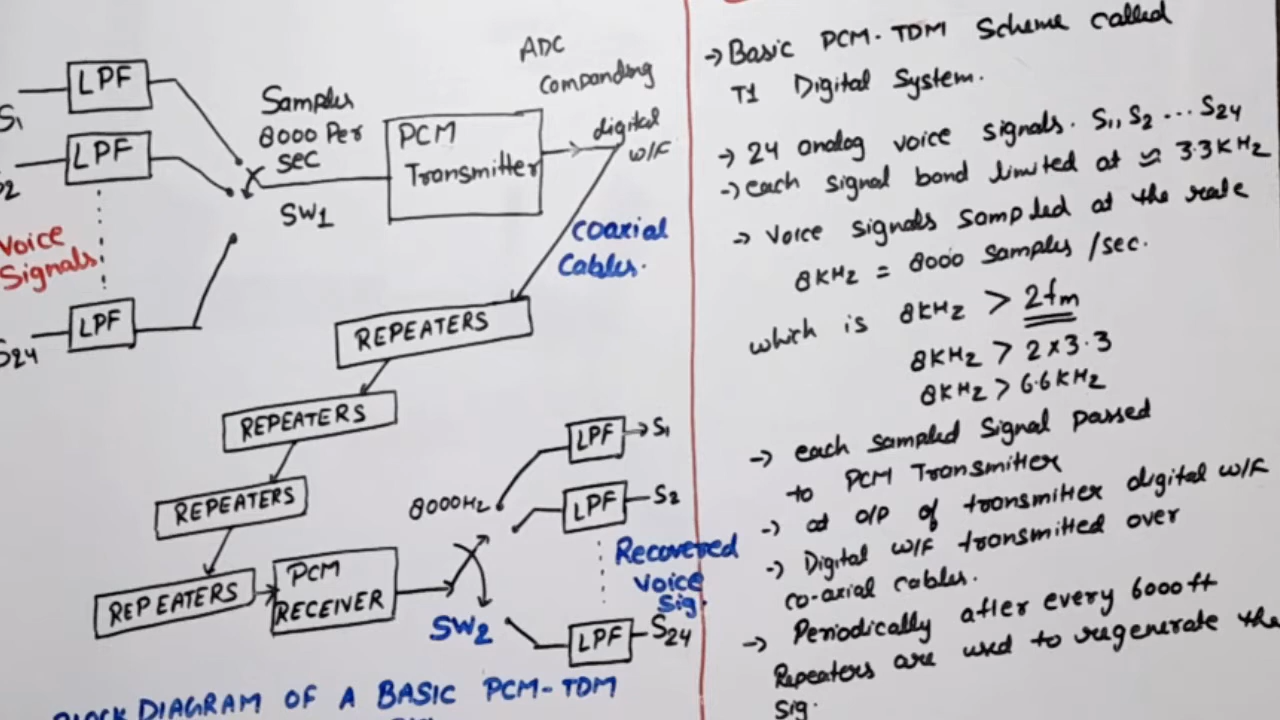 LPF
S1
LPF
S2
Voice
Signals
LPF
S24
Samples
8000 Per
sec
SW1
ADC
Companding
PCM
Transmitter
digital
W/F
Coaxial
Cables.
REPEATERS
REPEATERS
REPEATERS
REPEATERS
PCM
RECEIVER
8000Hz
SW2
LPF S1
LPF S2
Recovered
Voice
Sig.
LPF S24
BLOCK DIAGRAM OF A BASIC PCM-TDM
→ Basic PCM-TDM Scheme called
T1 Digital System.
→ 24 analog voice signals. S1, S2 ... S24
→ each signal band limited at ≈ 3.3KHz
→ Voice signals sampled at the rate
8KHz = 8000 samples/sec.
which is 8KHz > 2fm
8KHz > 2×3.3
8KHz > 6.6KHz
→ each sampled signal passed
to PCM Transmitter
→ at O/P of transmitter digital W/F
→ Digital W/F transmitted over
co-axial cables.
→ Periodically after every 6000ft
Repeaters are used to regenerate the
sig.